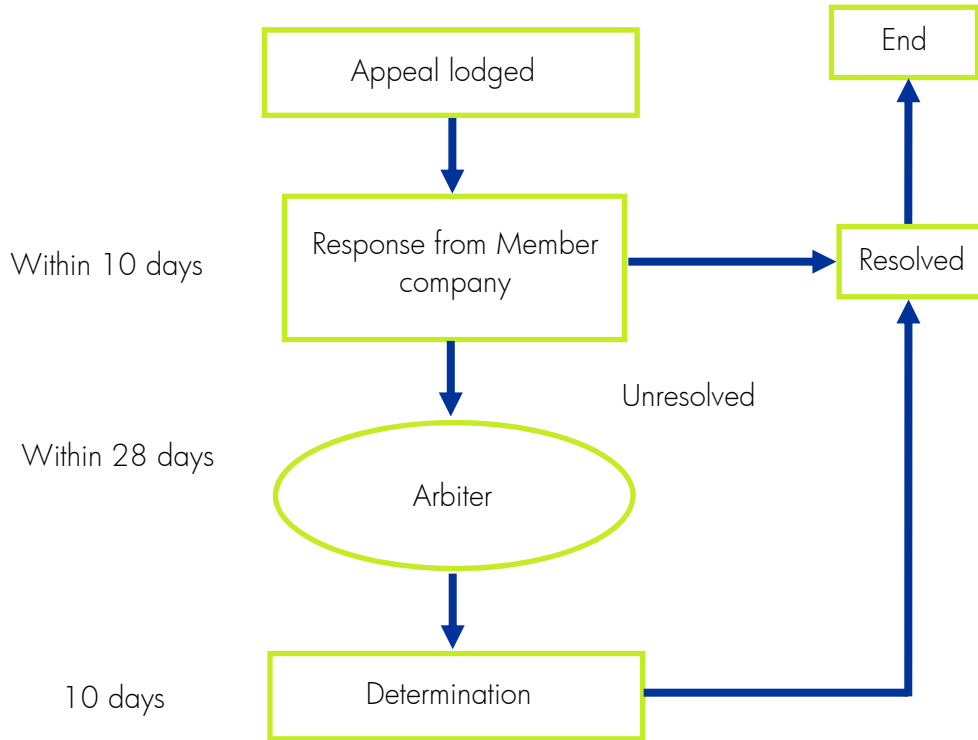 End
Appeal lodged
Response from Member
company
Within 10 days
Resolved
Unresolved
Within 28 days
Arbiter
Determination
10 days